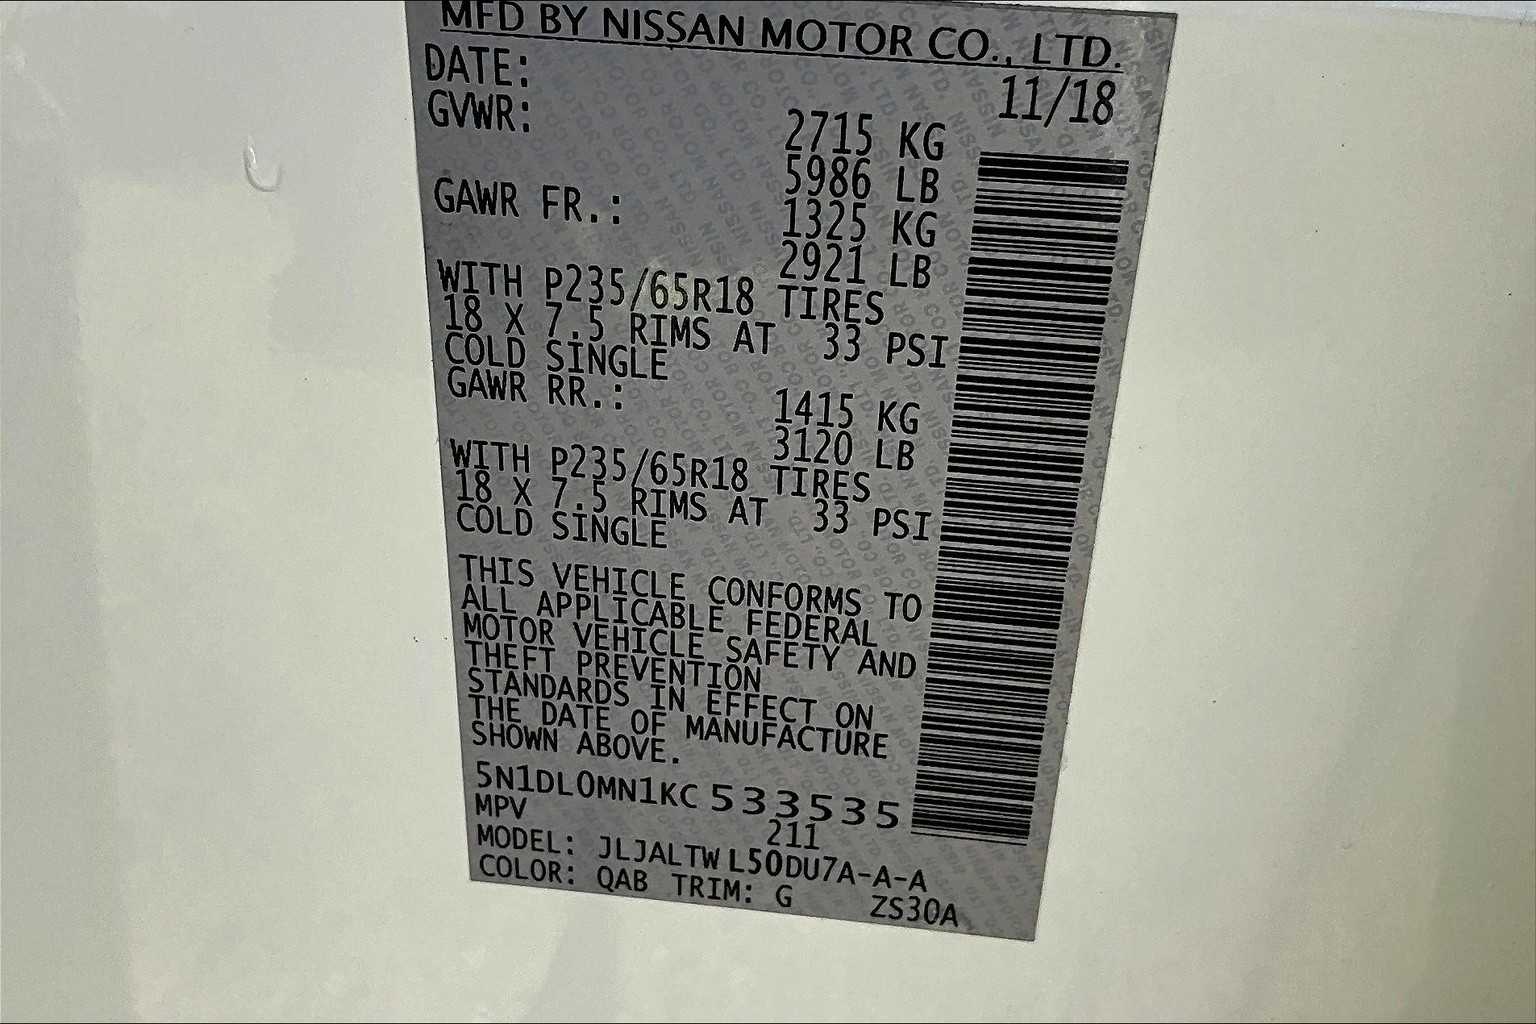 MFD BY NISSAN MOTOR CO., LTD.
DATE: 11/18
GVWR: 2715 KG
5986 LB
GAWR FR.: 1325 KG
2921 LB
WITH P235/65R18 TIRES
18 X 7.5 RIMS AT 33 PSI
COLD SINGLE
GAWR RR.: 1415 KG
3120 LB
WITH P235/65R18 TIRES
18 X 7.5 RIMS AT 33 PSI
COLD SINGLE
THIS VEHICLE CONFORMS TO
ALL APPLICABLE FEDERAL
MOTOR VEHICLE SAFETY AND
THEFT PREVENTION
STANDARDS IN EFFECT ON
THE DATE OF MANUFACTURE
SHOWN ABOVE.
5N1DL0MN1KC533535
MPV 211
MODEL: JLJALTWL50DU7A-A-A
COLOR: QAB TRIM: G ZS30A